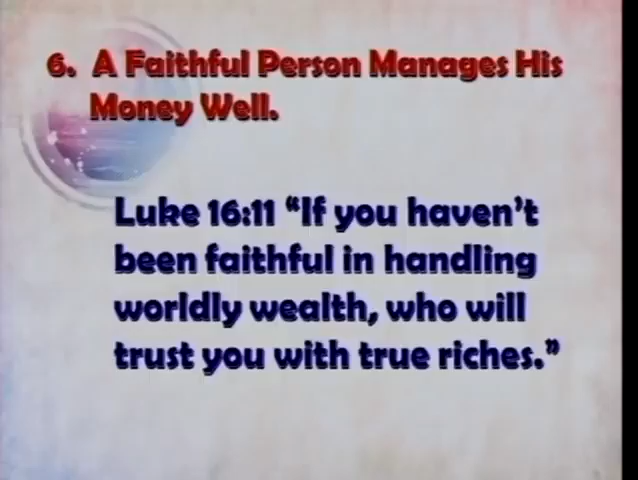 6. A Faithful Person Manages His
Money Well.
Luke 16:11 “If you haven’t
been faithful in handling
worldly wealth, who will
trust you with true riches.”